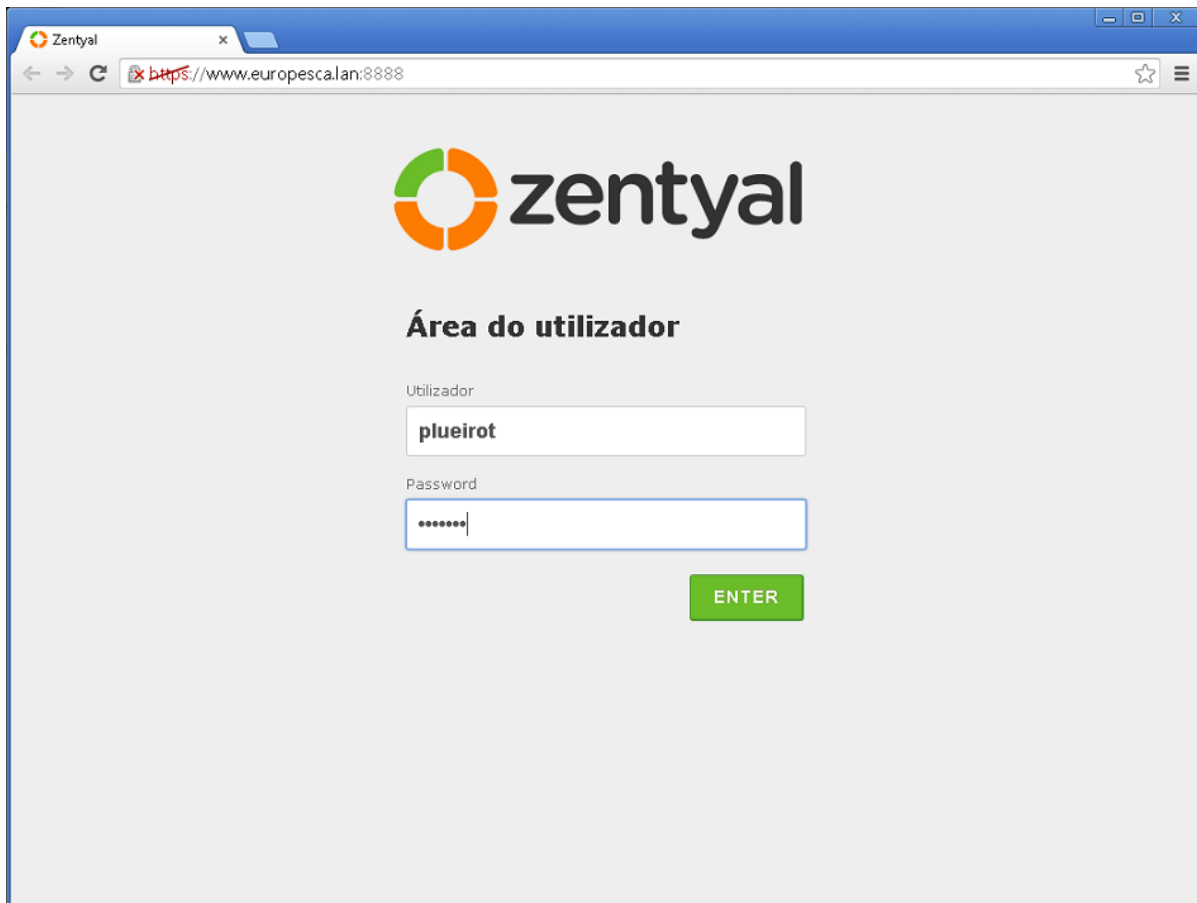 Zentyal
https://www.europesca.lan:8888
zentyal
Área do utilizador
Utilizador
plueirot
Password
•••••••
ENTER